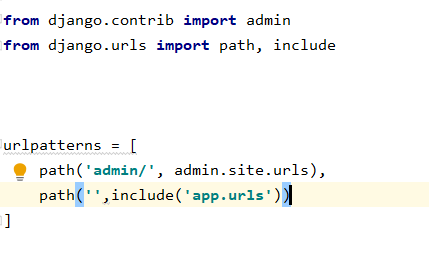 from django.contrib import admin
from django.urls import path, include
urlpatterns = [
    path('admin/', admin.site.urls),
    path('',include('app.urls'))
]